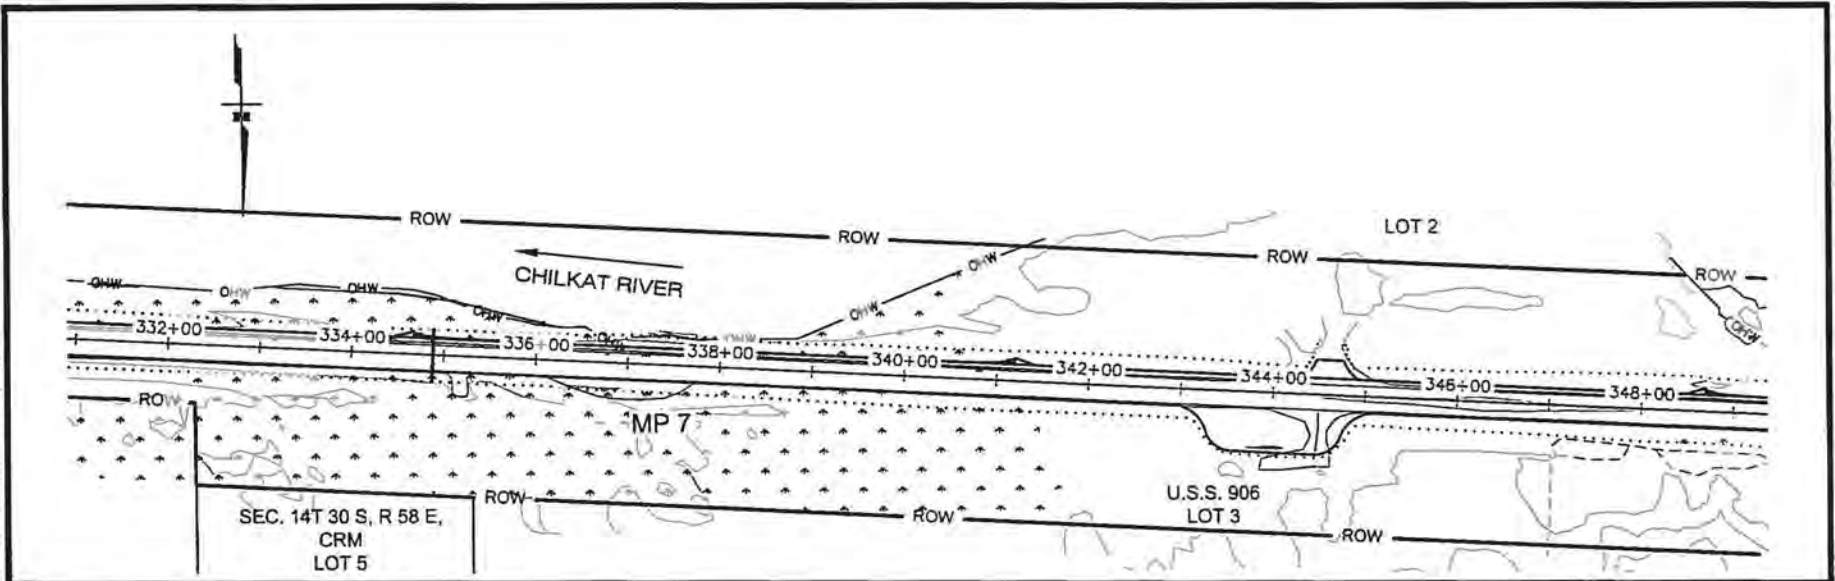 ROW
ROW
LOT 2
ROW
ROW
CHILKAT RIVER
OHW
OHW
OHW
OHW
OHW
OHW
OHW
OHW
OHW
332+00
334+00
336+00
338+00
340+00
342+00
344+00
346+00
348+00
ROW
MP 7
ROW
ROW
ROW
U.S.S. 906
LOT 3
SEC. 14T 30 S, R 58 E,
CRM
LOT 5